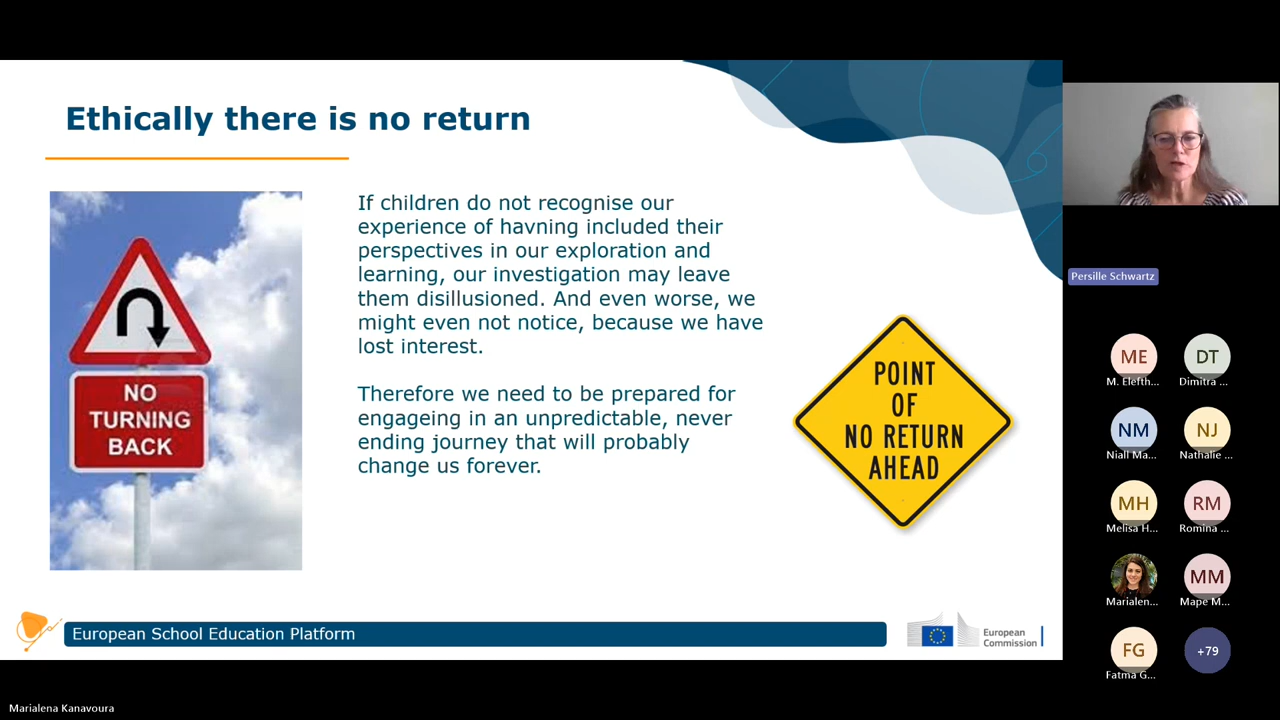 Ethically there is no return
NO
TURNING
BACK
If children do not recognise our
experience of havning included their
perspectives in our exploration and
learning, our investigation may leave
them disillusioned. And even worse, we
might even not notice, because we have
lost interest.
Therefore we need to be prepared for
engageing in an unpredictable, never
ending journey that will probably
change us forever.
POINT
OF
NO RETURN
AHEAD
European School Education Platform
European
Commission
Persille Schwartz
ME
M. Elefth...
DT
Dimitra ...
NM
Niall Ma...
NJ
Nathalie ...
MH
Melisa H...
RM
Romina ...
Marialen...
MM
Mape M...
FG
Fatma G...
+79
Marialena Kanavoura